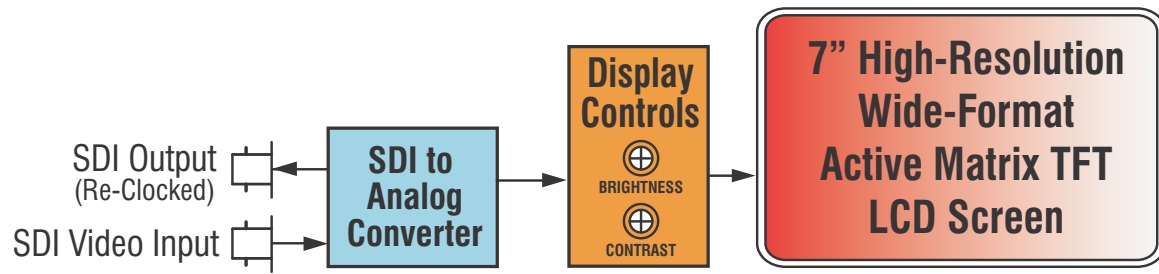 SDI Output
(Re-Clocked)
SDI Video Input
SDI to
Analog
Converter
Display
Controls
BRIGHTNESS
CONTRAST
7” High-Resolution
Wide-Format
Active Matrix TFT
LCD Screen